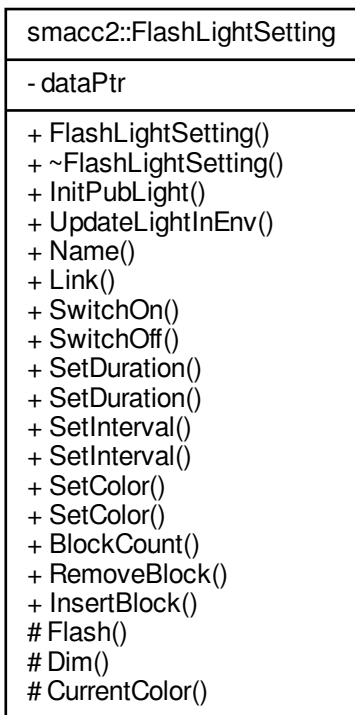 smacc2::FlashLightSetting
- dataPtr
+ FlashLightSetting()
+ ~FlashLightSetting()
+ InitPubLight()
+ UpdateLightInEnv()
+ Name()
+ Link()
+ SwitchOn()
+ SwitchOff()
+ SetDuration()
+ SetDuration()
+ SetInterval()
+ SetInterval()
+ SetColor()
+ SetColor()
+ BlockCount()
+ RemoveBlock()
+ InsertBlock()
# Flash()
# Dim()
# CurrentColor()